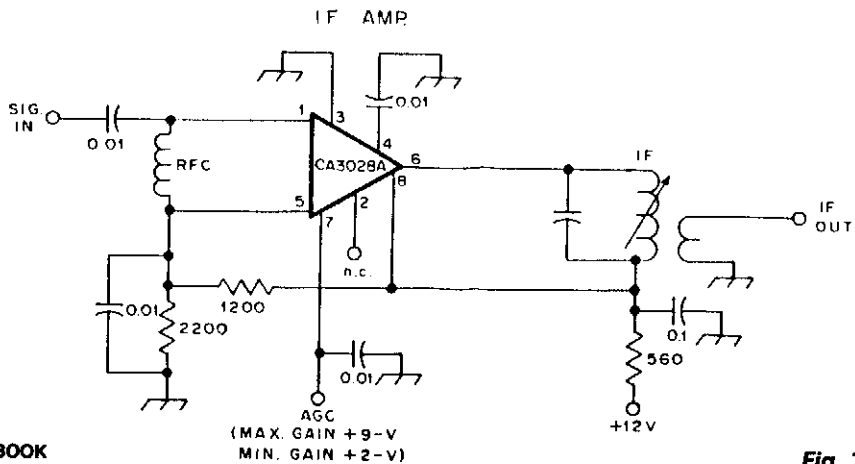 IF AMP.
SIG.
IN
0.01
RFC
1
3
4
0.01
CA3028A
6
8
5
2
7
n.c.
IF
IF
OUT
0.01
2200
1200
0.01
0.1
560
+12V
AGC
(MAX. GAIN +9-V
MIN. GAIN +2-V)
BOOK
Fig.